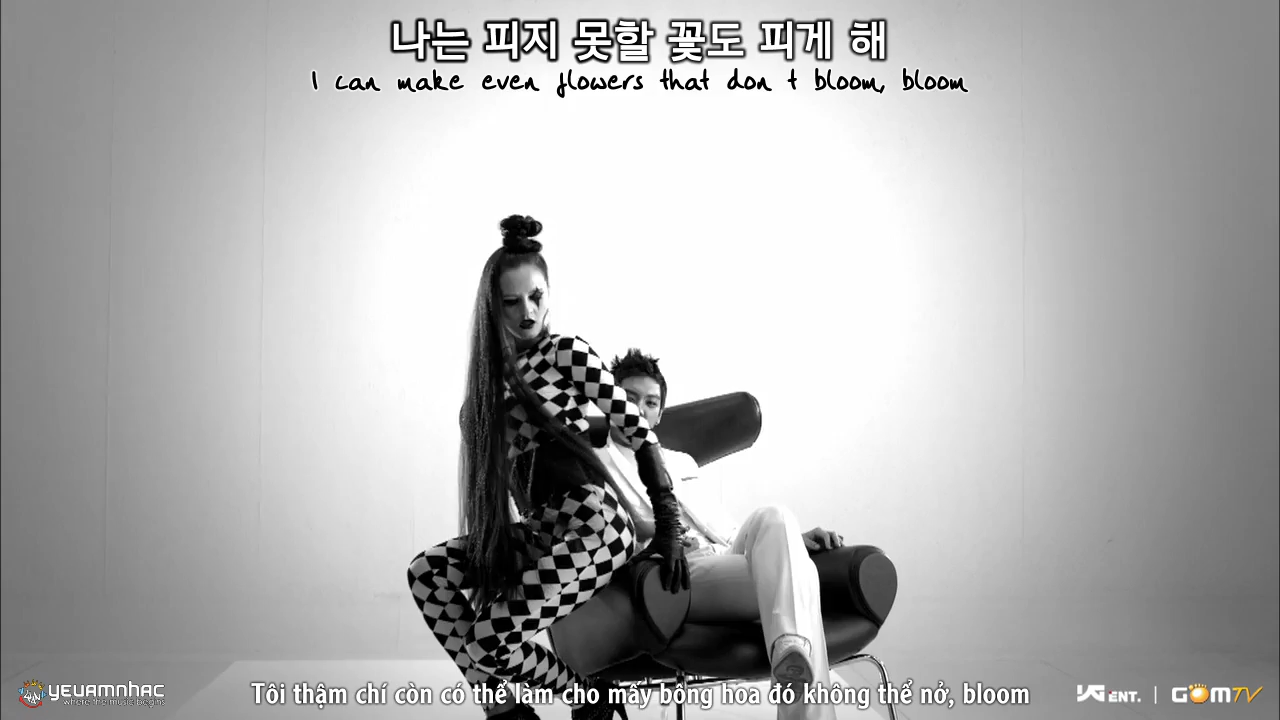 나는 피지 못할 꽃도 피게 해
I can make even flowers that don t bloom, bloom
YEUAMNHAC
where the music begins
Tôi thậm chí còn có thể làm cho mấy bông hoa đó không thể nở, bloom
YG ENT. | GOMTV